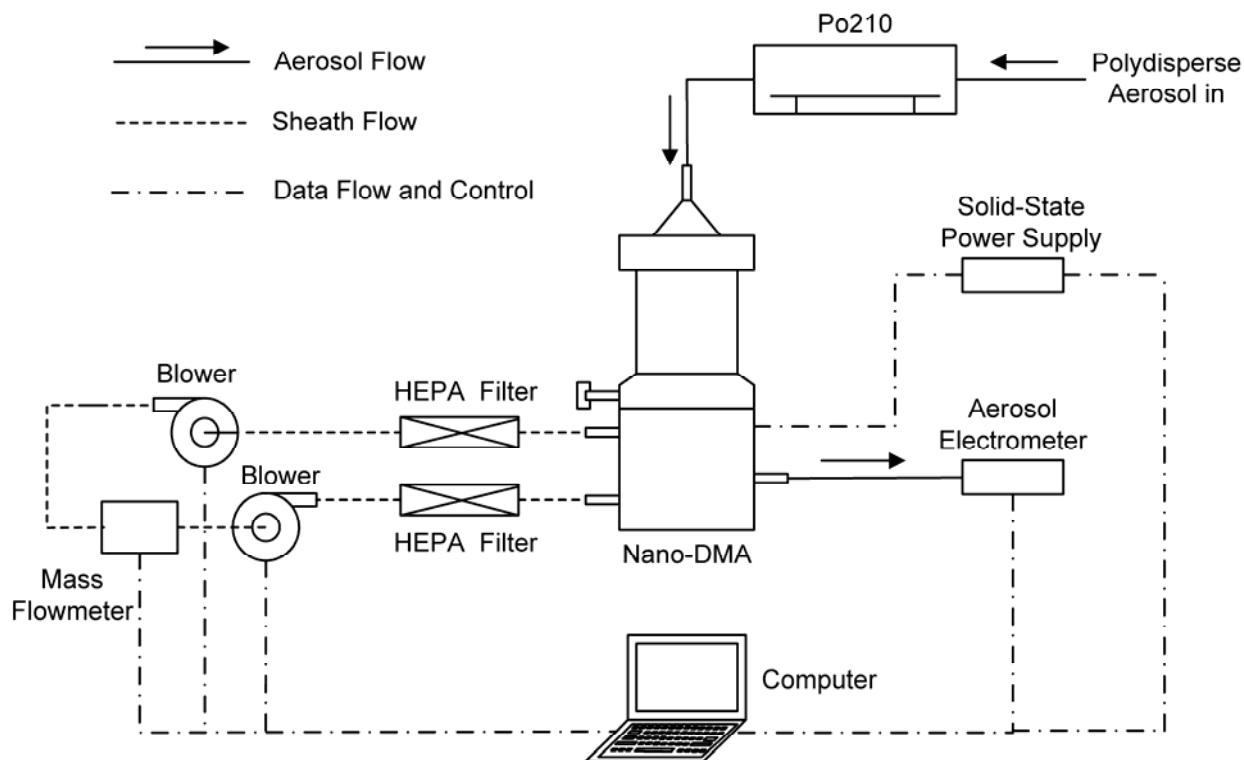 Po210
Aerosol Flow
Polydisperse
Aerosol in
Sheath Flow
Data Flow and Control
Solid-State
Power Supply
Blower
HEPA Filter
Aerosol
Electrometer
Blower
HEPA Filter
Nano-DMA
Mass
Flowmeter
Computer